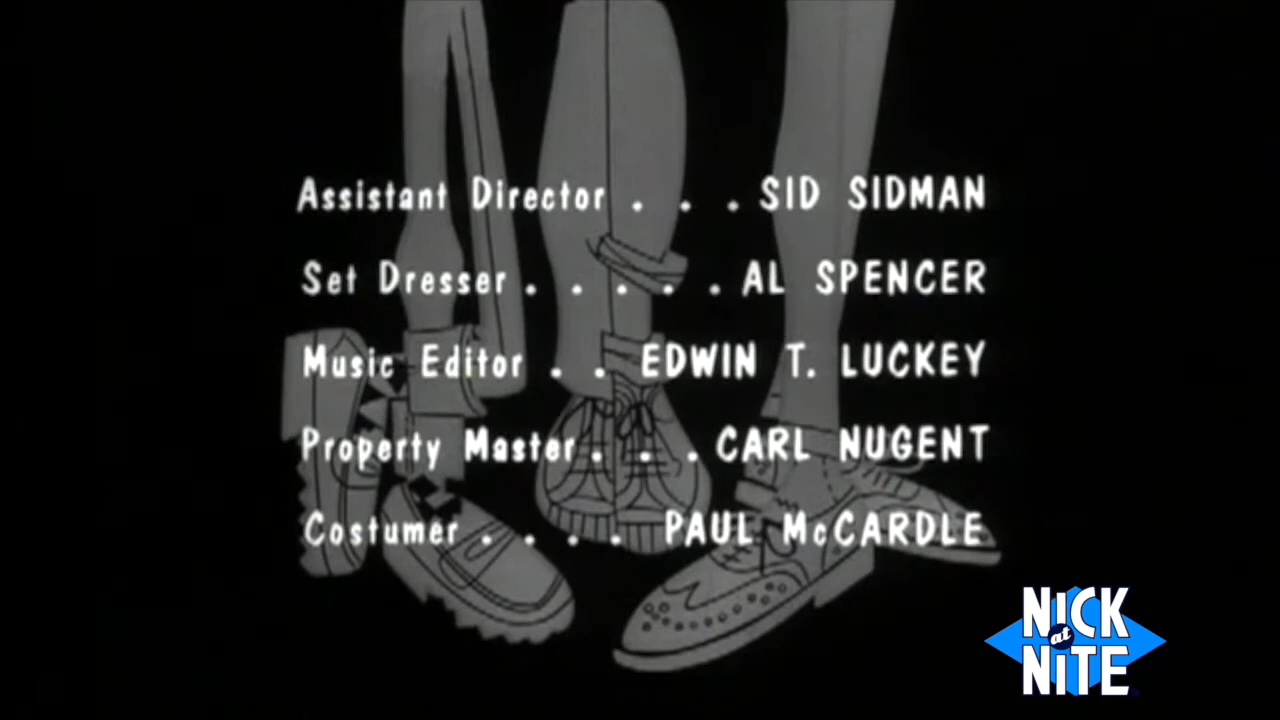 Assistant Director . . . SID SIDMAN
Set Dresser . . . . . AL SPENCER
Music Editor . . EDWIN T. LUCKEY
Property Master . . . CARL NUGENT
Costumer . . . . PAUL McCARDLE
NICK
at
NITE